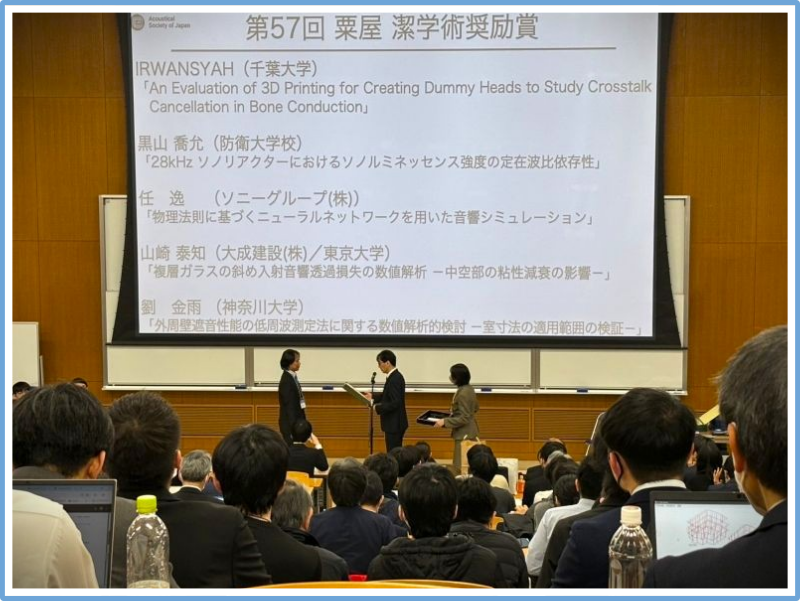 Acoustical
Society of Japan
第57回 粟屋 潔学術奨励賞
IRWANSYAH（千葉大学）
「An Evaluation of 3D Printing for Creating Dummy Heads to Study Crosstalk
Cancellation in Bone Conduction」
黒山 喬允（防衛大学校）
「28kHz ソノリアクターにおけるソノルミネッセンス強度の定在波比依存性」
任　逸　（ソニーグループ(株)）
「物理法則に基づくニューラルネットワークを用いた音響シミュレーション」
山崎 泰知（大成建設(株)／東京大学）
「複層ガラスの斜め入射音響透過損失の数値解析 －中空部の粘性減衰の影響－」
劉　金雨 （神奈川大学）
「外周壁遮音性能の低周波測定法に関する数値解析的検討 －室寸法の適用範囲の検証－」